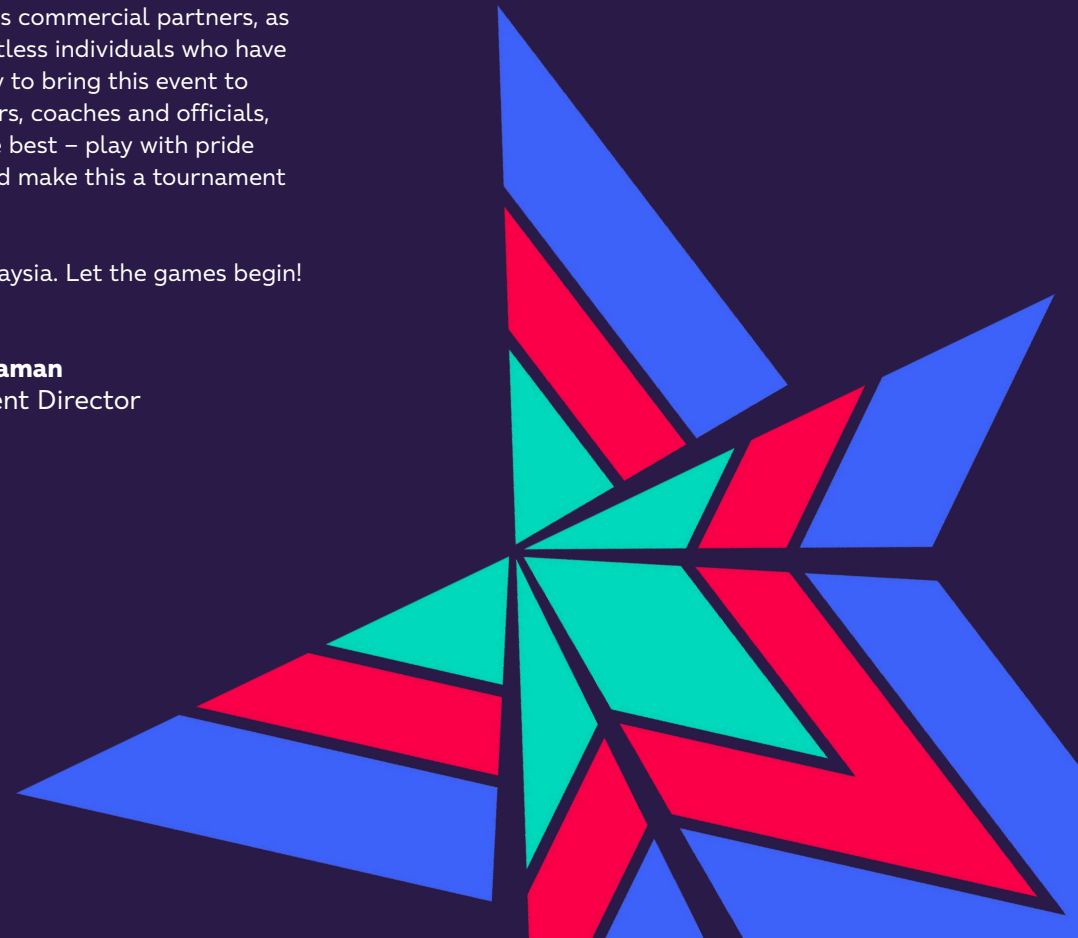 s commercial partners, as
tless individuals who have
y to bring this event to
rs, coaches and officials,
e best – play with pride
d make this a tournament
aysia. Let the games begin!
aman
ent Director